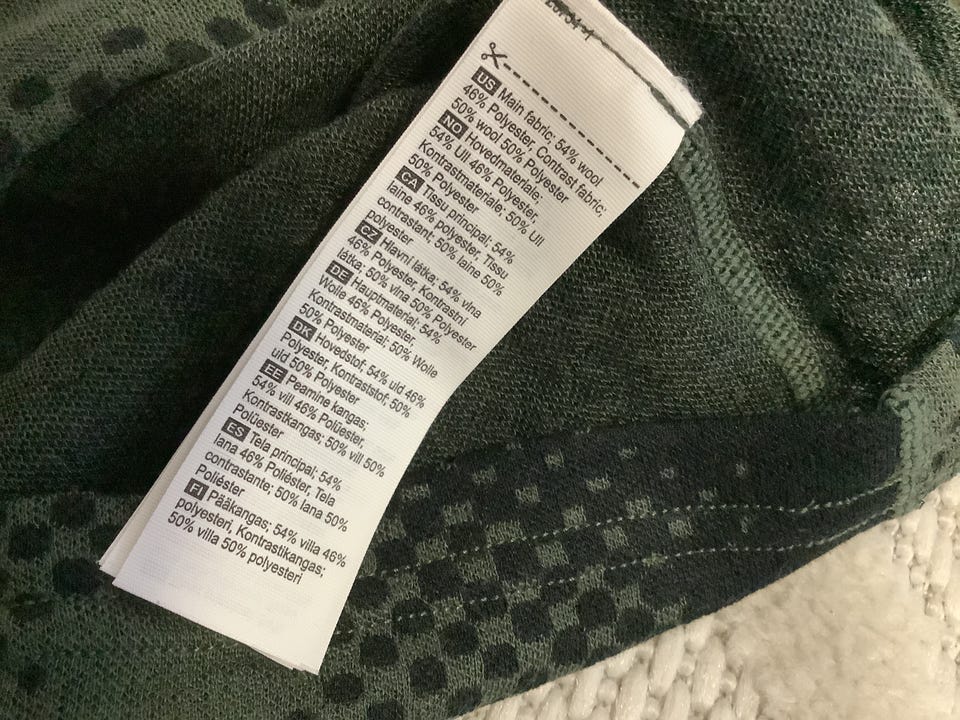 US Main fabric; 54% wool
46% Polyester, Contrast fabric;
50% wool 50% Polyester
NO Hovedmateriale;
54% Ull 46% Polyester,
Kontrastmateriale; 50% Ull
50% Polyester
CA Tissu principal; 54%
laine 46% polyester, Tissu
contrastant; 50% laine 50%
polyester
CZ Hlavní látka; 54% vlna
46% Polyester, Kontrastní
látka; 50% vlna 50% Polyester
DE Hauptmaterial; 54%
Wolle 46% Polyester,
Kontrastmaterial; 50% Wolle
50% Polyester
DK Hovedstof; 54% uld 46%
Polyester, Kontraststof; 50%
uld 50% Polyester
EE Peamine kangas;
54% vill 46% Polüester,
Kontrastkangas; 50% vill 50%
Polüester
ES Tela principal; 54%
lana 46% Poliéster, Tela
contrastante; 50% lana 50%
Poliéster
FI Pääkangas; 54% villa 46%
polyesteri, Kontrastikangas;
50% villa 50% polyesteri